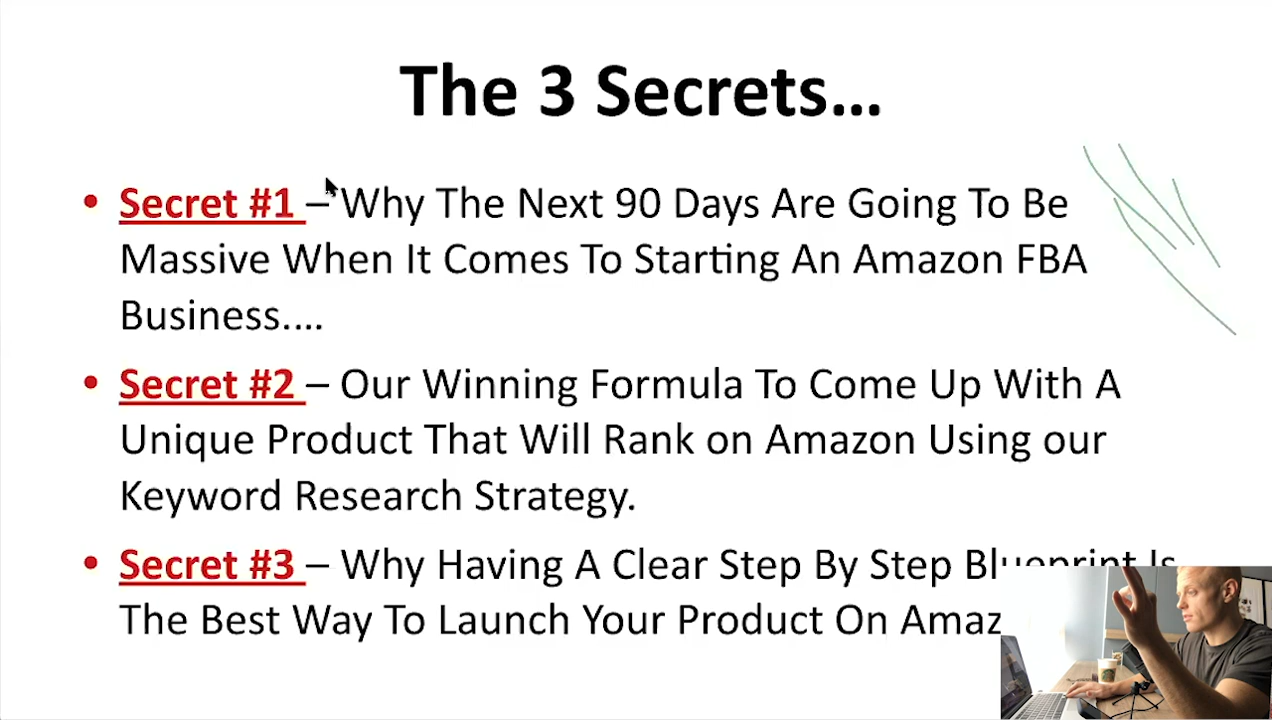 The 3 Secrets...
• Secret #1 – Why The Next 90 Days Are Going To Be
Massive When It Comes To Starting An Amazon FBA
Business....
• Secret #2 – Our Winning Formula To Come Up With A
Unique Product That Will Rank on Amazon Using our
Keyword Research Strategy.
• Secret #3 – Why Having A Clear Step By Step Blueprint Is
The Best Way To Launch Your Product On Amaz